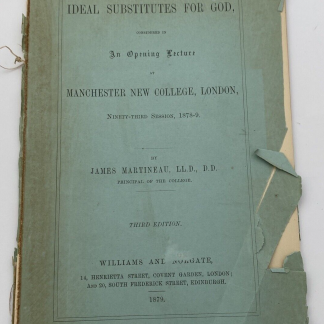 IDEAL SUBSTITUTES FOR GOD,
CONSIDERED IN
An Opening Lecture
AT
MANCHESTER NEW COLLEGE, LONDON,
NINETY-THIRD SESSION, 1878-9.
BY
JAMES MARTINEAU, LL.D., D.D.
PRINCIPAL OF THE COLLEGE.
THIRD EDITION.
WILLIAMS AND NORGATE,
14, HENRIETTA STREET, COVENT GARDEN, LONDON;
AND 20, SOUTH FREDERICK STREET, EDINBURGH.
1879.